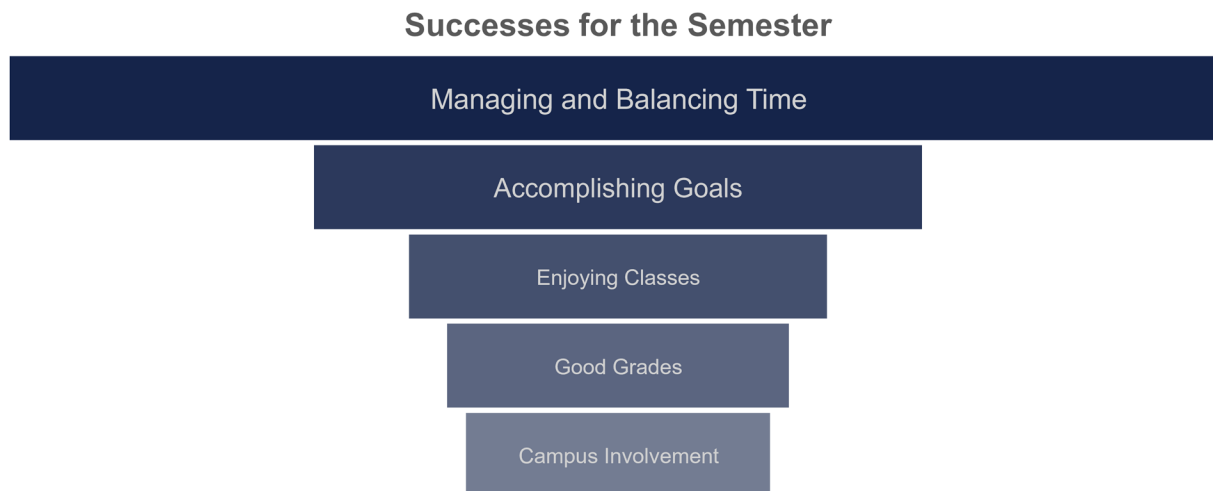 Successes for the Semester
Managing and Balancing Time
Accomplishing Goals
Enjoying Classes
Good Grades
Campus Involvement